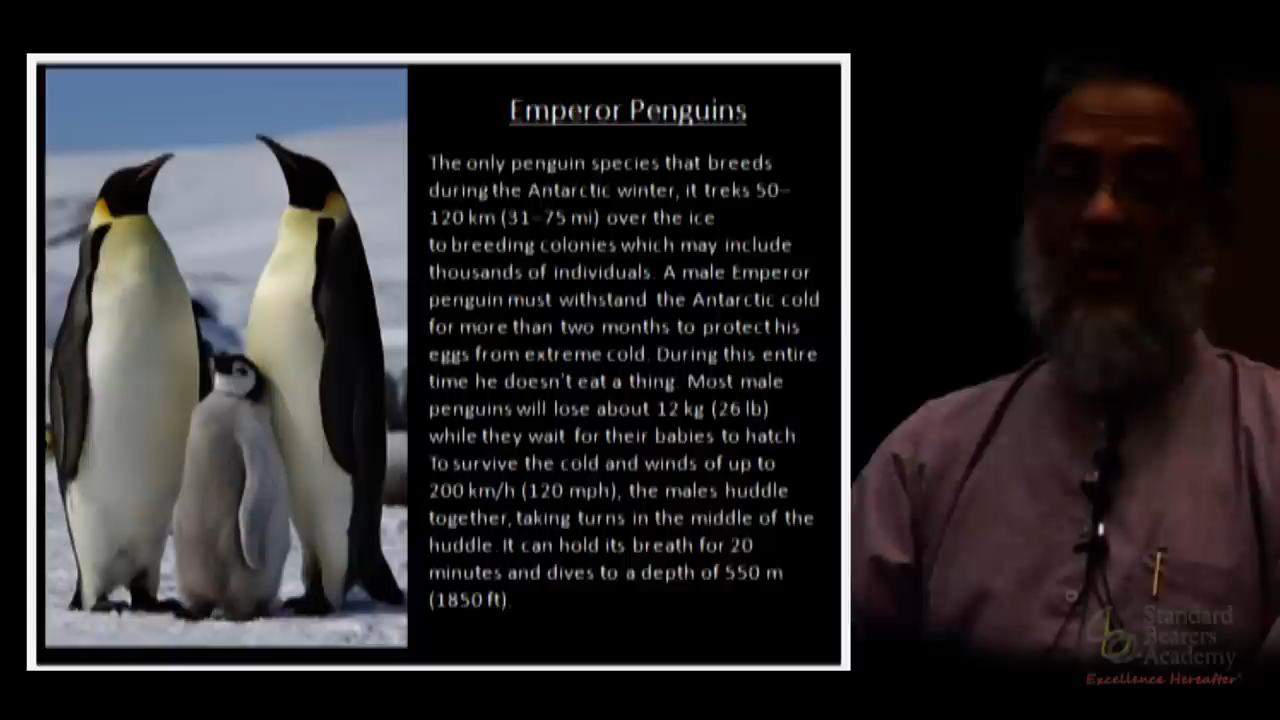 Emperor Penguins
The only penguin species that breeds
during the Antarctic winter, it treks 50–
120 km (31–75 mi) over the ice
to breeding colonies which may include
thousands of individuals. A male Emperor
penguin must withstand the Antarctic cold
for more than two months to protect his
eggs from extreme cold. During this entire
time he doesn't eat a thing. Most male
penguins will lose about 12 kg (26 lb)
while they wait for their babies to hatch
To survive the cold and winds of up to
200 km/h (120 mph), the males huddle
together, taking turns in the middle of the
huddle. It can hold its breath for 20
minutes and dives to a depth of 550 m
(1850 ft).
Standard
Bearers
Academy
Excellence Hereafter